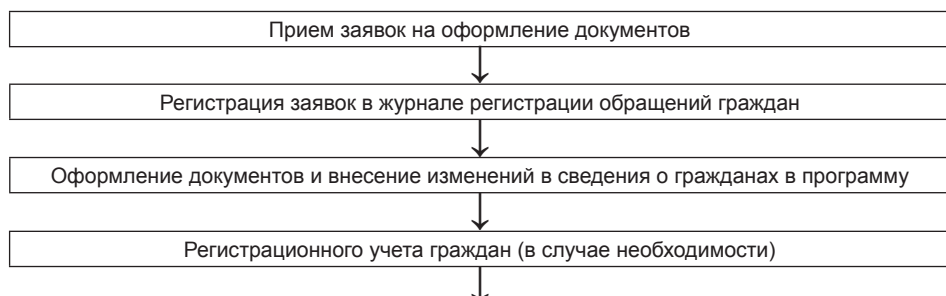 Прием заявок на оформление документов
Регистрация заявок в журнале регистрации обращений граждан
Оформление документов и внесение изменений в сведения о гражданах в программу
Регистрационного учета граждан (в случае необходимости)